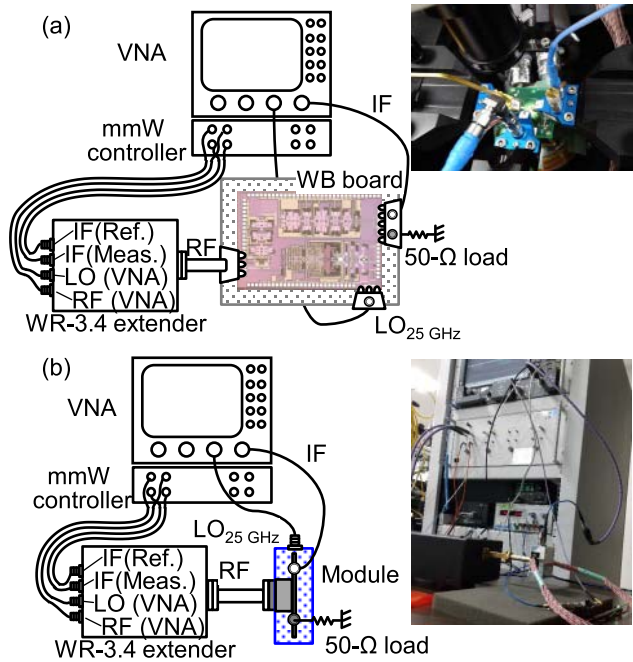 (a)
VNA
IF
mmW
controller
WB board
IF(Ref.)
RF
IF(Meas.)
LO (VNA)
50-Ω load
RF (VNA)
WR-3.4 extender
LO25 GHz
(b)
VNA
IF
mmW
controller
LO25 GHz
IF(Ref.)
RF
Module
IF(Meas.)
LO (VNA)
RF (VNA)
50-Ω load
WR-3.4 extender